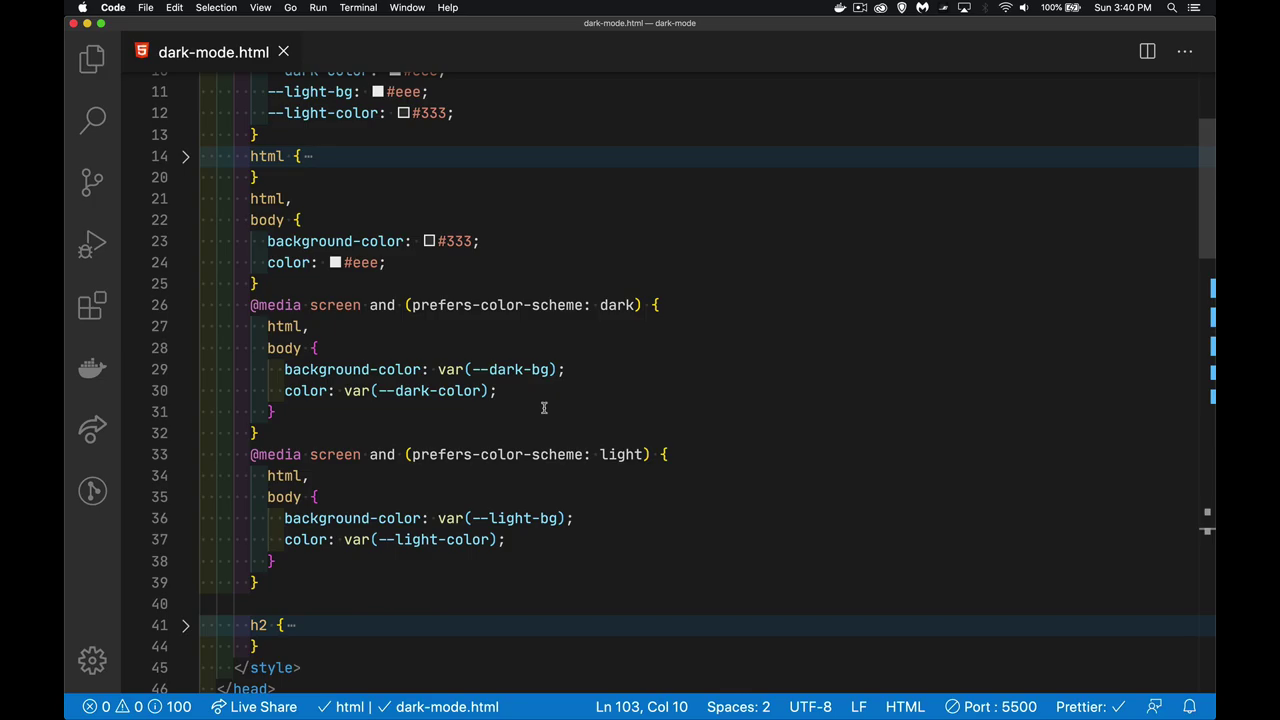 Code File Edit Selection View Go Run Terminal Window Help 100% Sun 3:40 PM
dark-mode.html — dark-mode
dark-mode.html
10 --dark-color: #eee;
11 --light-bg: #eee;
12 --light-color: #333;
13 }
14 html { ⋯
20 }
21 html,
22 body {
23 background-color: #333;
24 color: #eee;
25 }
26 @media screen and (prefers-color-scheme: dark) {
27 html,
28 body {
29 background-color: var(--dark-bg);
30 color: var(--dark-color);
31 }
32 }
33 @media screen and (prefers-color-scheme: light) {
34 html,
35 body {
36 background-color: var(--light-bg);
37 color: var(--light-color);
38 }
39 }
40
41 h2 { ⋯
44 }
45 </style>
46 </head>
0 0 100 Live Share html | dark-mode.html Ln 103, Col 10 Spaces: 2 UTF-8 LF HTML Port : 5500 Prettier: ✓